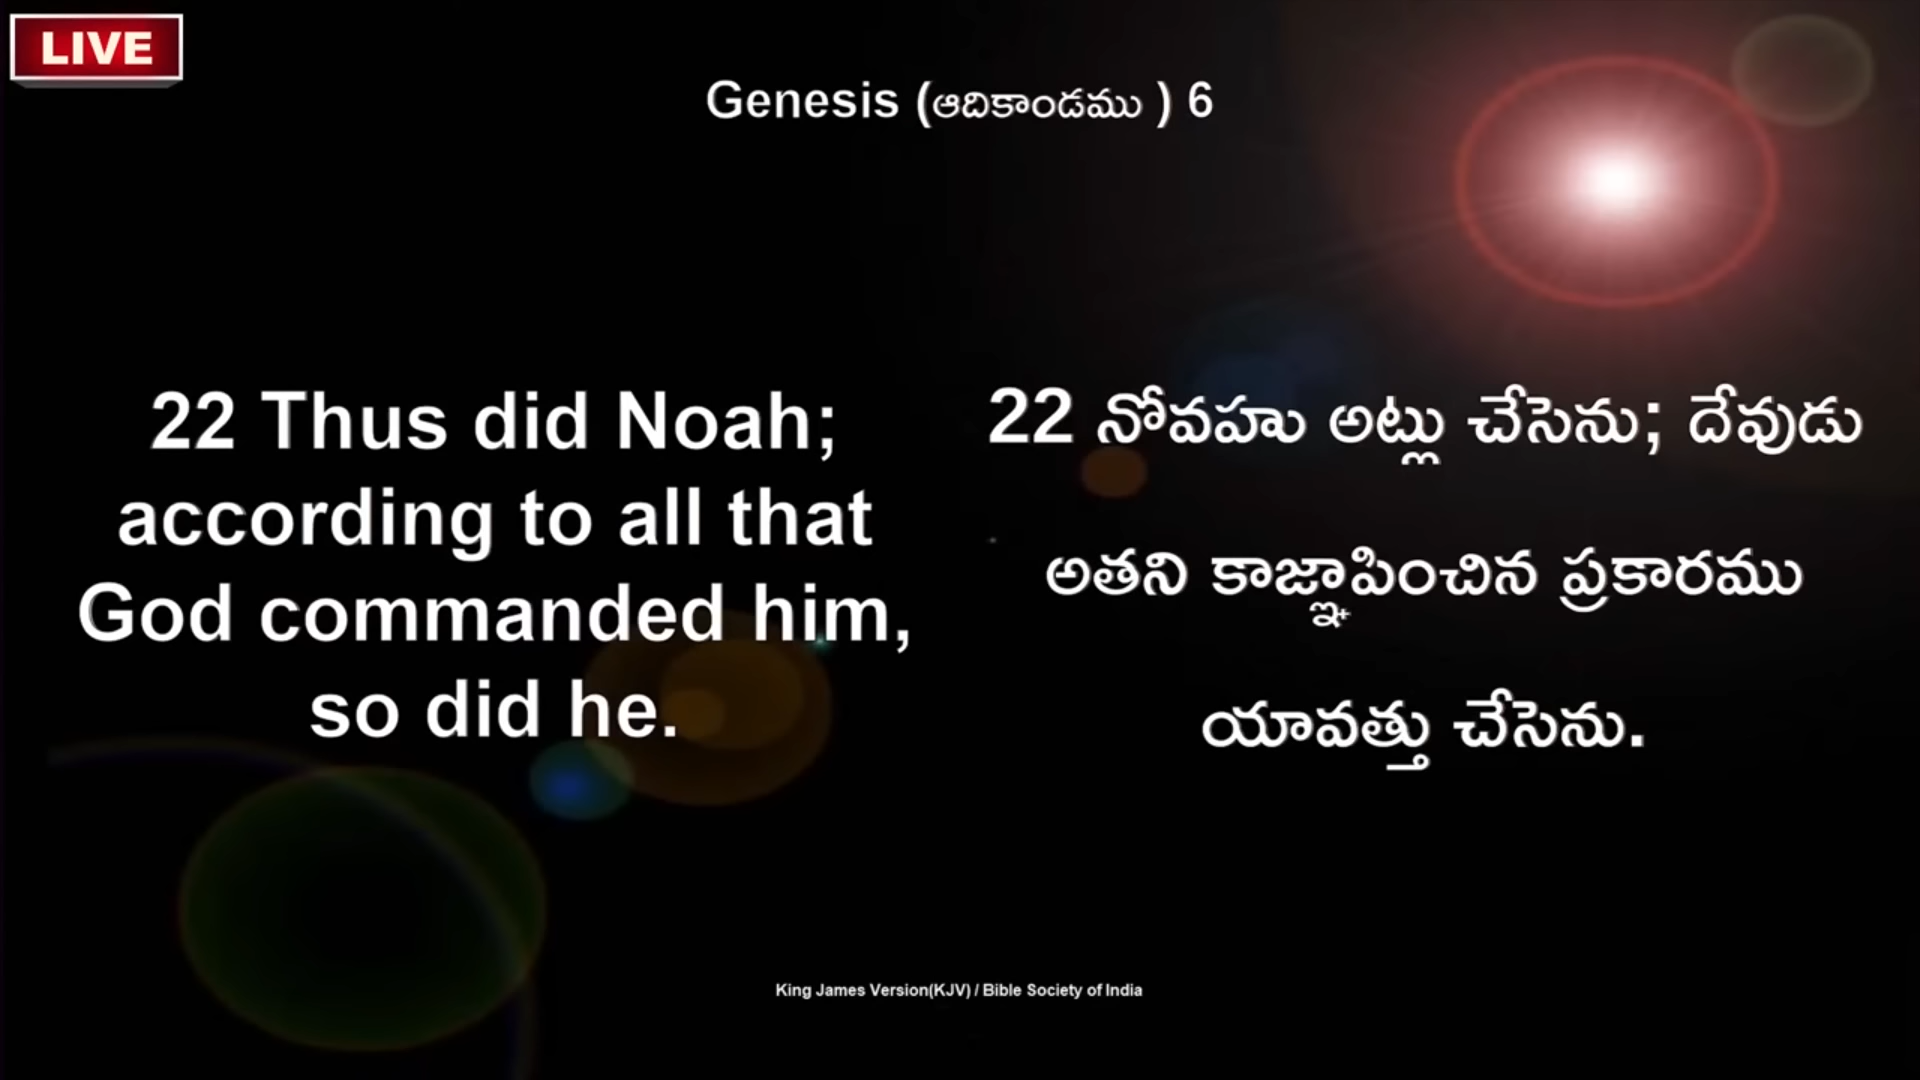 LIVE
Genesis (ఆదికాండము ) 6
22 Thus did Noah;
according to all that
God commanded him,
so did he.
22 నోవహు అట్లు చేసెను; దేవుడు
అతని కాజ్ఞాపించిన ప్రకారము
యావత్తు చేసెను.
King James Version(KJV) / Bible Society of India